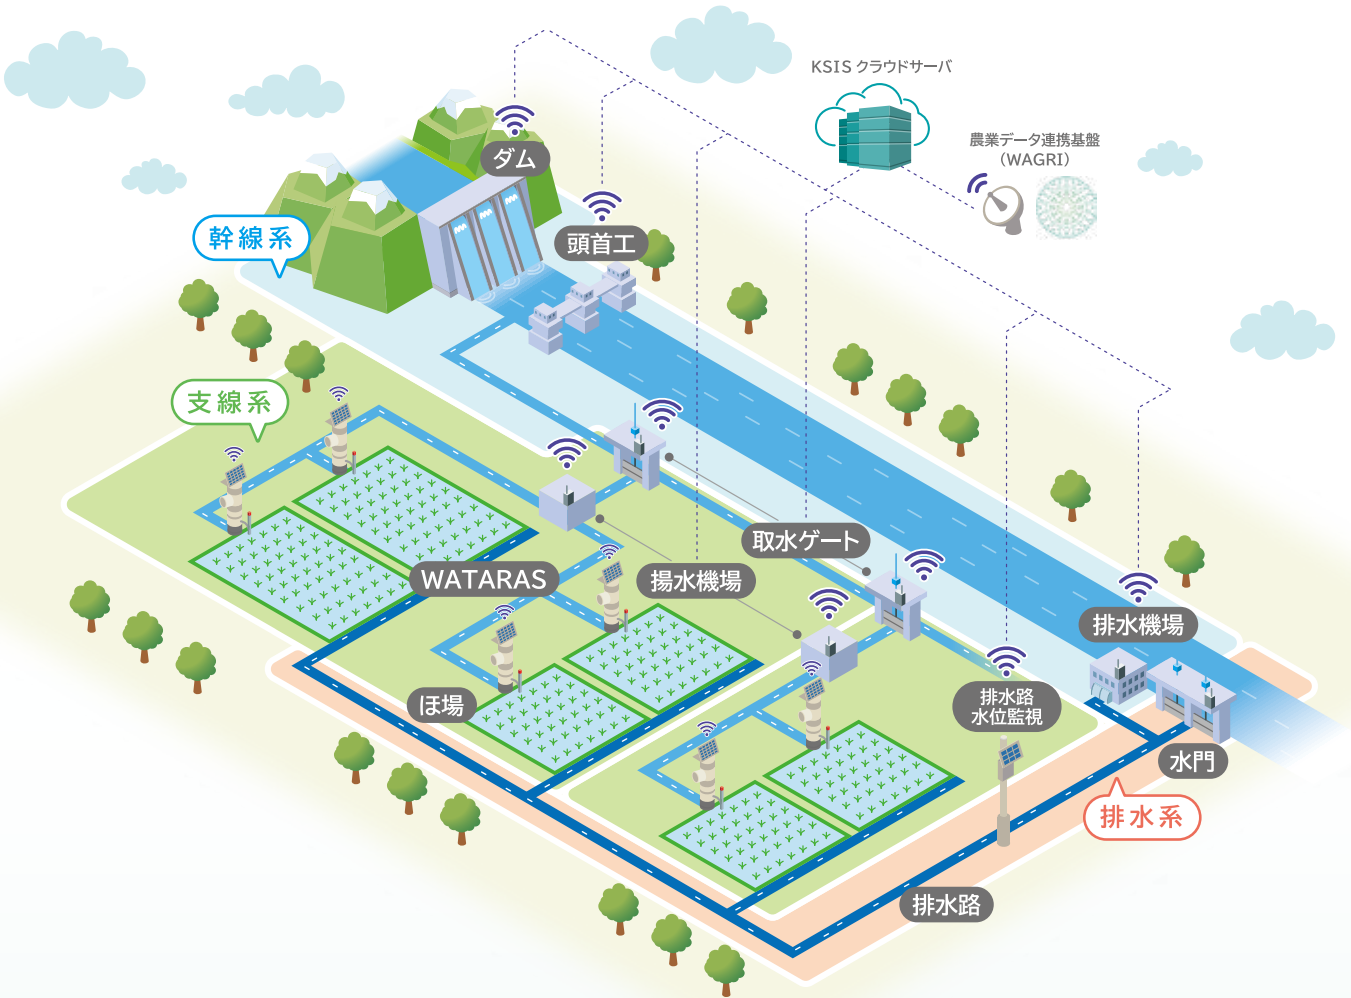 KSIS クラウドサーバ
農業データ連携基盤
（WAGRI）
ダム
頭首工
幹線系
支線系
取水ゲート
WATARAS
揚水機場
排水機場
ほ場
排水路
水位監視
水門
排水系
排水路